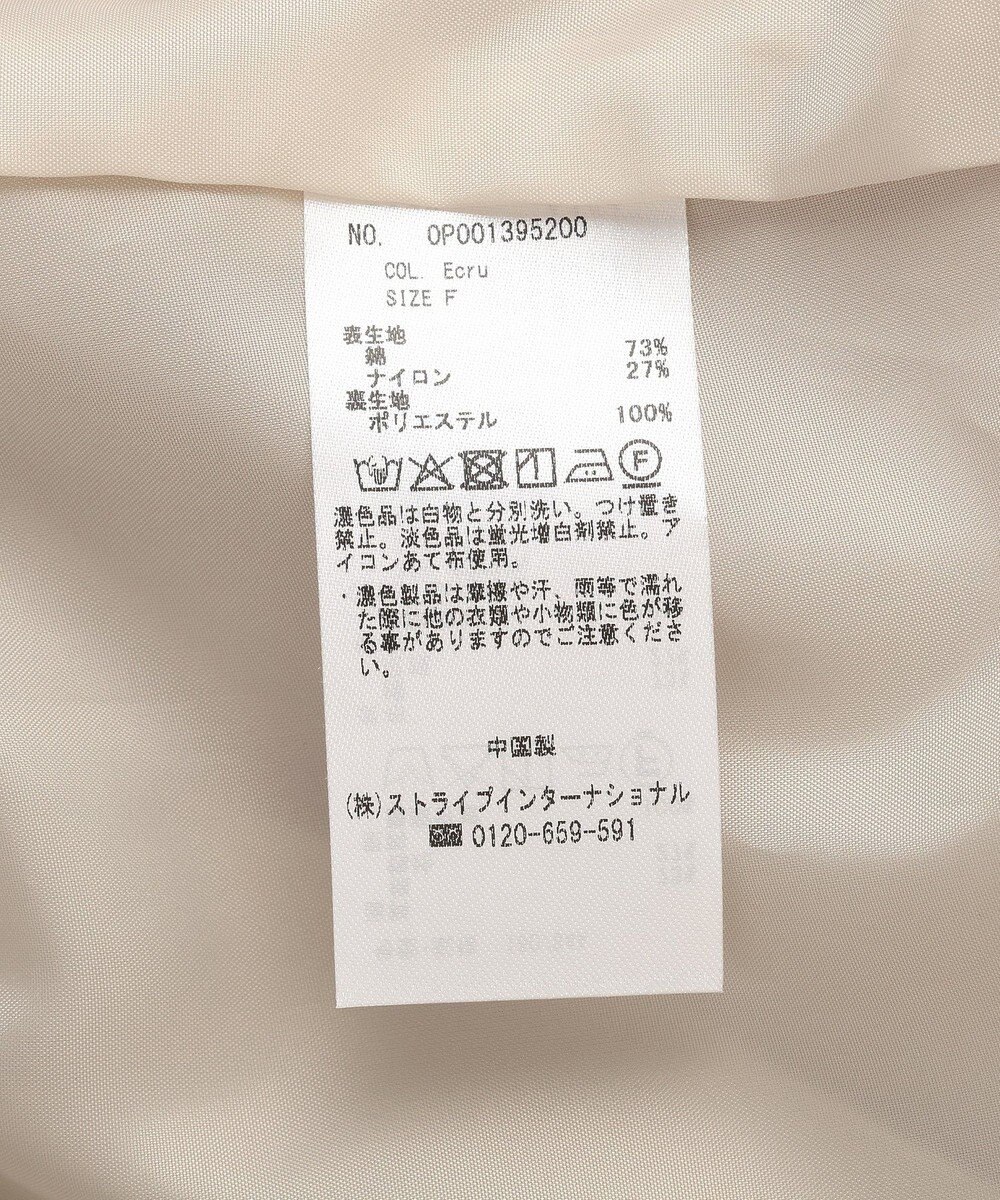 NO. OP001395200
COL. Ecru
SIZE F
表生地
綿 73%
ナイロン 27%
裏生地
ポリエステル 100%
F
濃色品は白物と分別洗い。つけ置き
禁止。淡色品は蛍光増白剤禁止。ア
イロンあて布使用。
・濃色製品は摩擦や汗、雨等で濡れ
た際に他の衣類や小物類に色が移
る事がありますのでご注意くださ
い。
中国製
(株)ストライプインターナショナル
0120-659-591